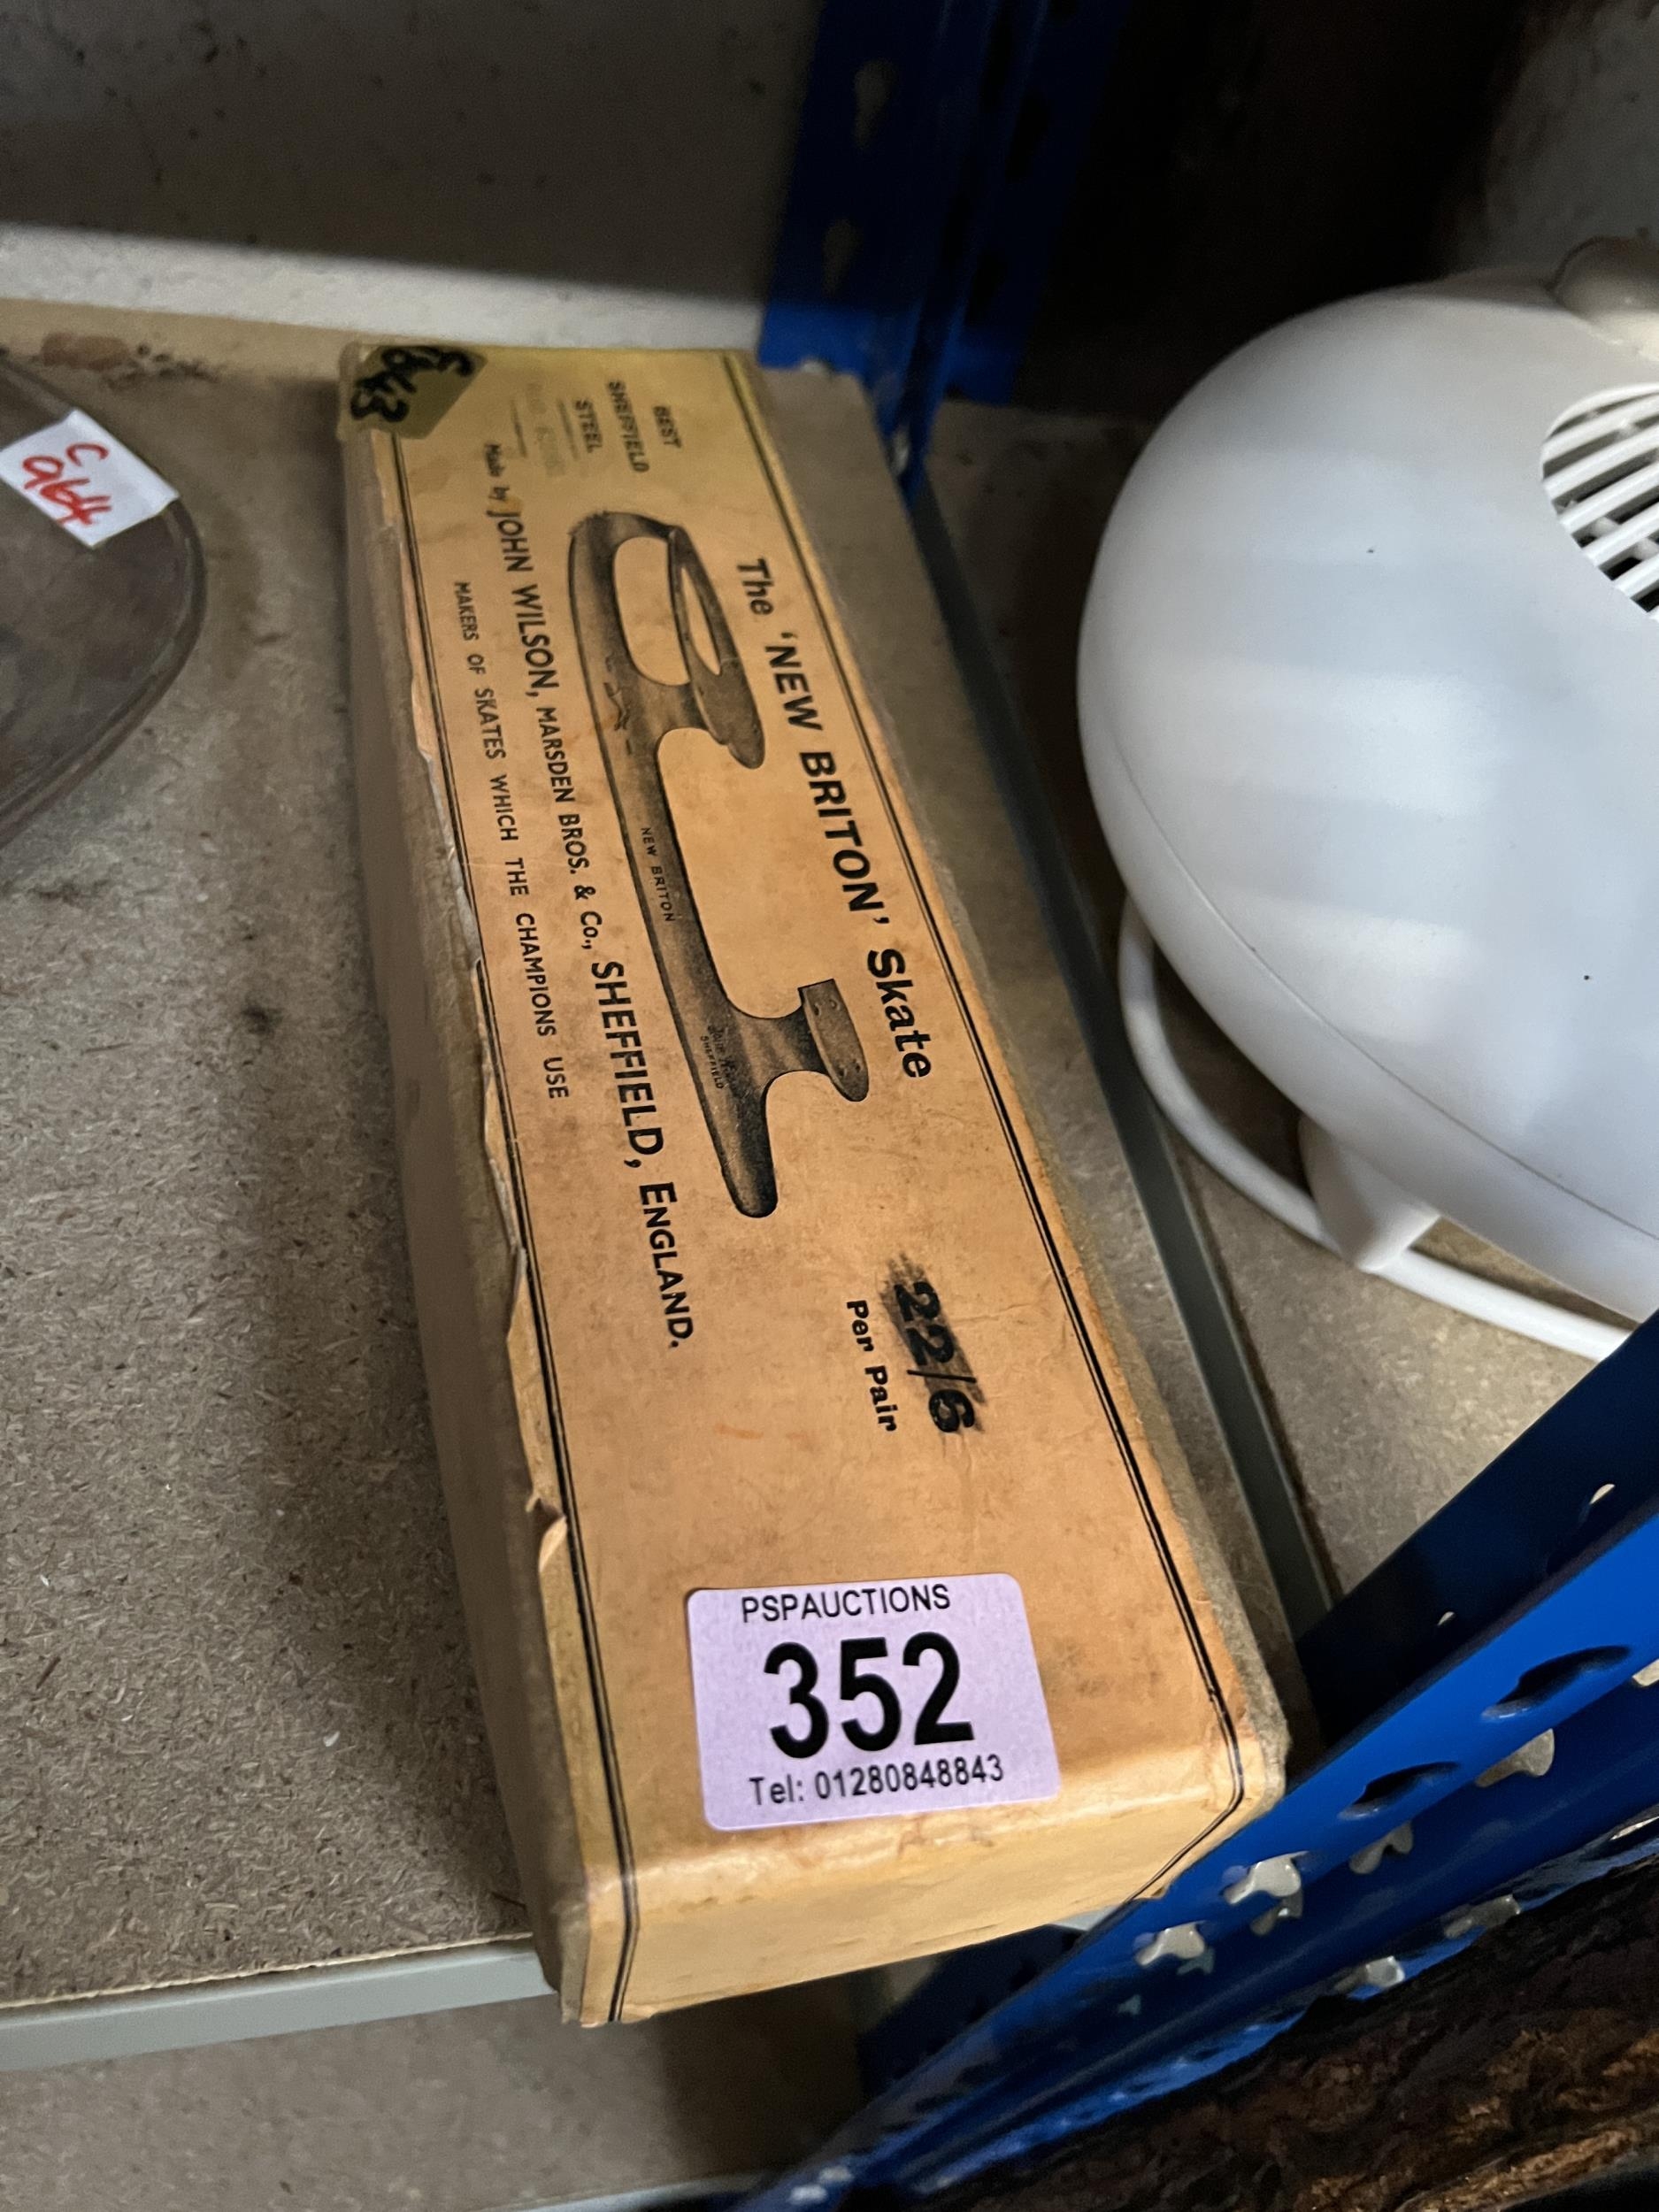 The 'NEW BRITON' Skate
BEST
SHEFFIELD
STEEL
NEW BRITON
SHEFFIELD
22/6
Per Pair
Made by JOHN WILSON, MARSDEN BROS. & Co., SHEFFIELD, ENGLAND.
MAKERS OF SKATES WHICH THE CHAMPIONS USE
PSPAUCTIONS
352
Tel: 01280848843
C
964